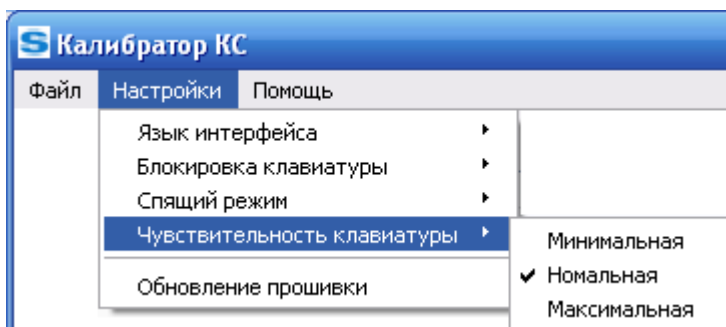 S Калибратор КС
Файл Настройки Помощь
Язык интерфейса
Блокировка клавиатуры
Спящий режим
Чувствительность клавиатуры
Минимальная
Номальная
Обновление прошивки
Максимальная